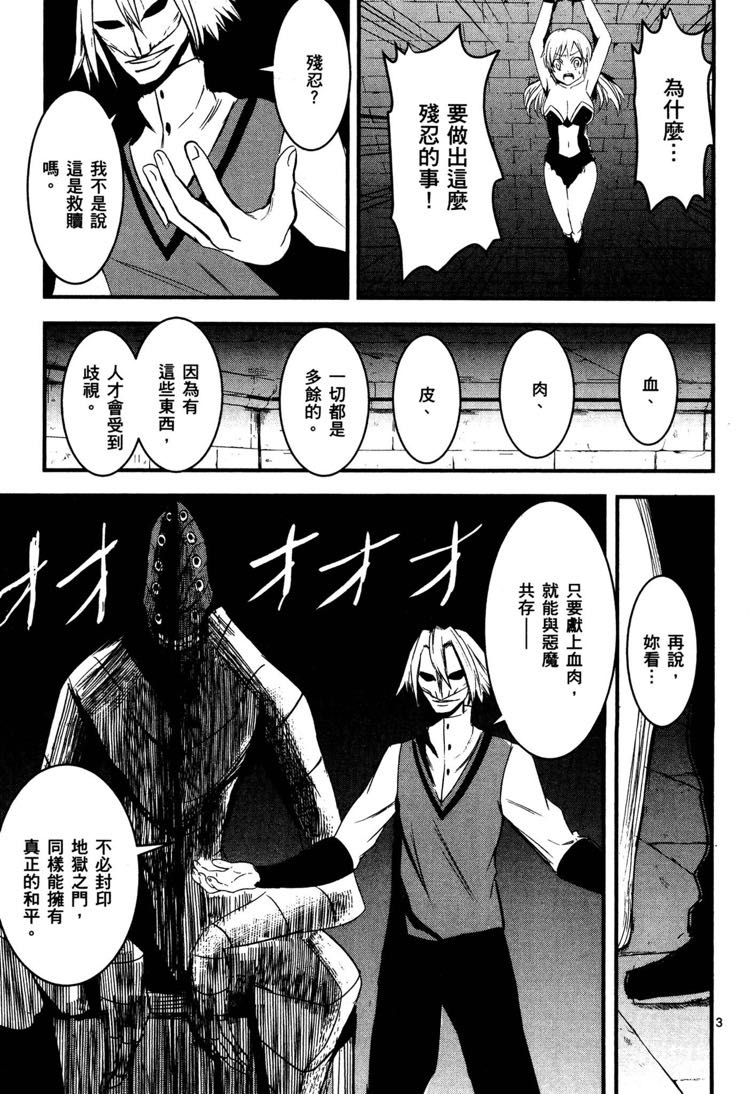 為什麼…
要做出這麼
殘忍的事！
殘忍？
我不是說
這是救贖
嗎。
血、
肉、
皮、
一切都是
多餘的。
因為有
這些東西，
人才會受到
歧視。
再說，
妳看…
只要獻上血肉，
就能與惡魔
共存——
オオオオオ
不必封印
地獄之門，
同樣能擁有
真正的和平。
3